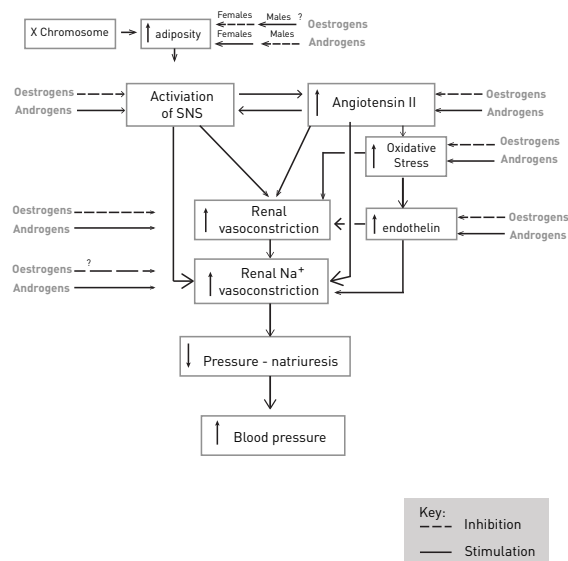 Females Males ? Oestrogens
X Chromosome
adiposity
Females Males Androgens
Oestrogens
Androgens
Activiation
of SNS
Angiotensin II
Oestrogens
Androgens
Oxidative
Stress
Oestrogens
Androgens
Oestrogens
Androgens
Renal
vasoconstriction
endothelin
Oestrogens
Androgens
?
Oestrogens
Androgens
Renal Na+
vasoconstriction
Pressure - natriuresis
Blood pressure
Key:
Inhibition
Stimulation